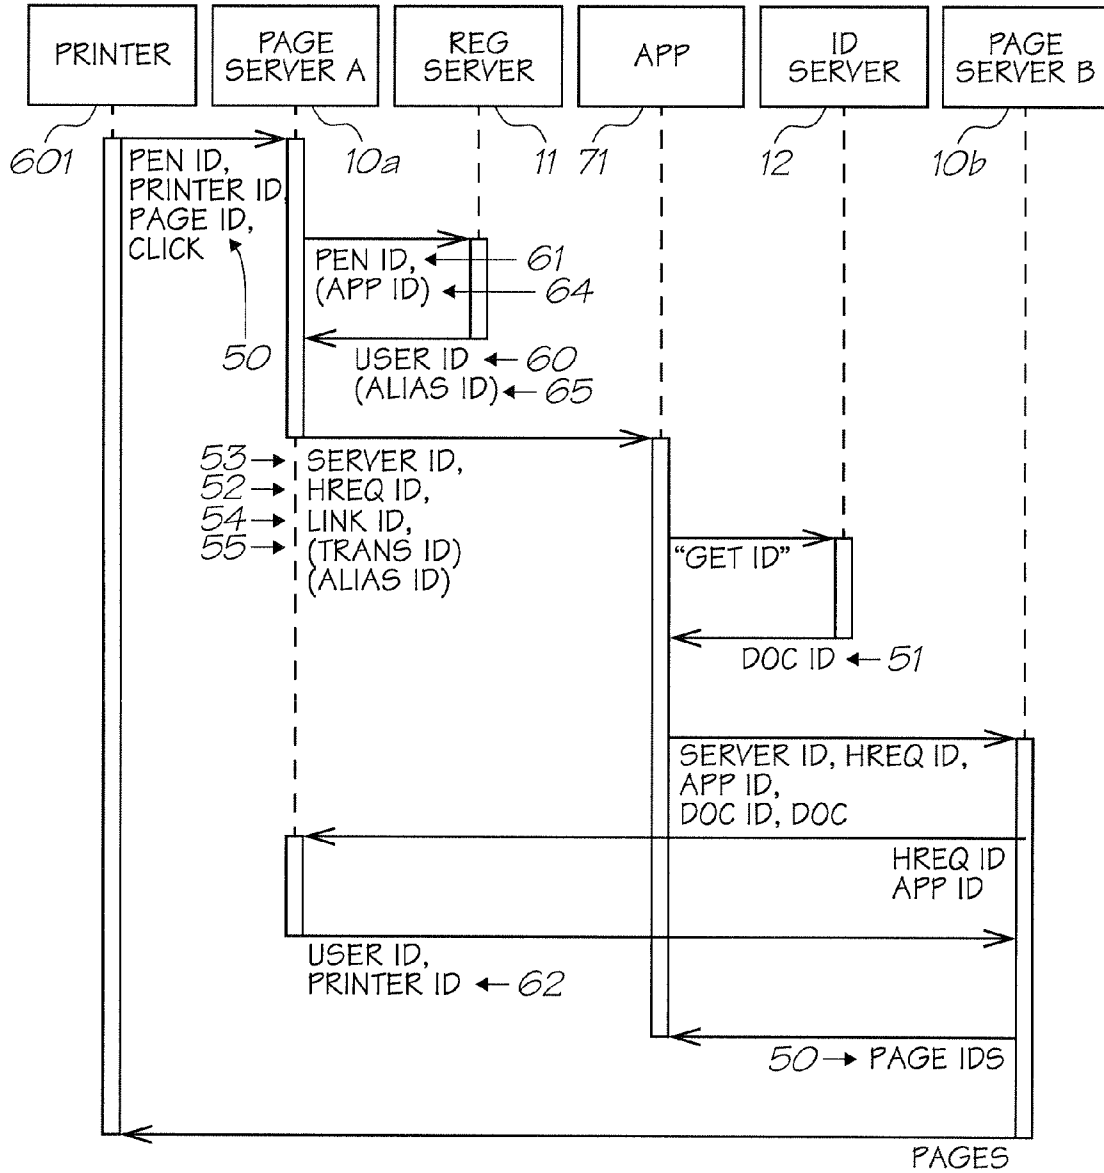 PRINTER
PAGE
SERVER A
REG
SERVER
APP
ID
SERVER
PAGE
SERVER B
601
10a
11
71
12
10b
PEN ID,
PRINTER ID,
PAGE ID,
CLICK
50
PEN ID,
61
(APP ID)
64
USER ID
60
(ALIAS ID)
65
53
SERVER ID,
52
HREQ ID,
54
LINK ID,
55
(TRANS ID)
(ALIAS ID)
"GET ID"
DOC ID
51
SERVER ID, HREQ ID,
APP ID,
DOC ID, DOC
HREQ ID
APP ID
USER ID,
PRINTER ID
62
50
PAGE IDS
PAGES